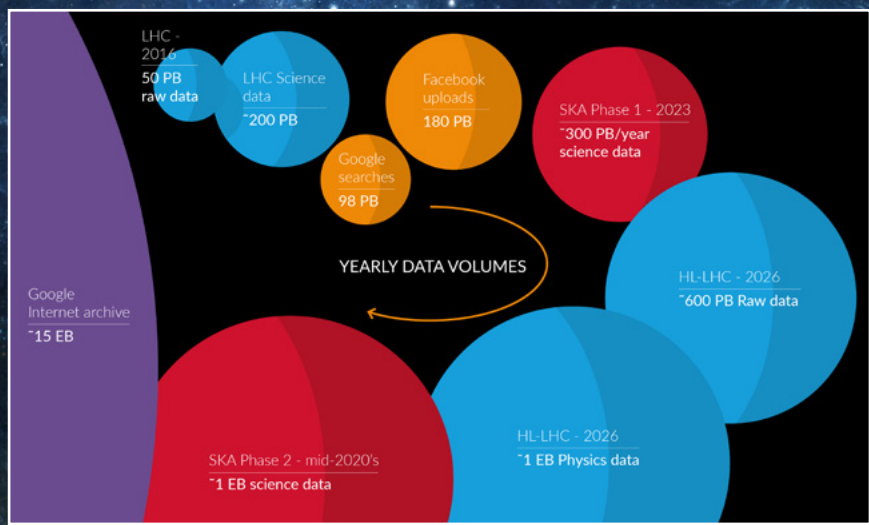 LHC -
2016
50 PB
raw data
LHC Science
data
~200 PB
Facebook
uploads
180 PB
Google
searches
98 PB
SKA Phase 1 - 2023
~300 PB/year
science data
YEARLY DATA VOLUMES
HL-LHC - 2026
~600 PB Raw data
Google
Internet archive
~15 EB
SKA Phase 2 - mid-2020's
~1 EB science data
HL-LHC - 2026
~1 EB Physics data